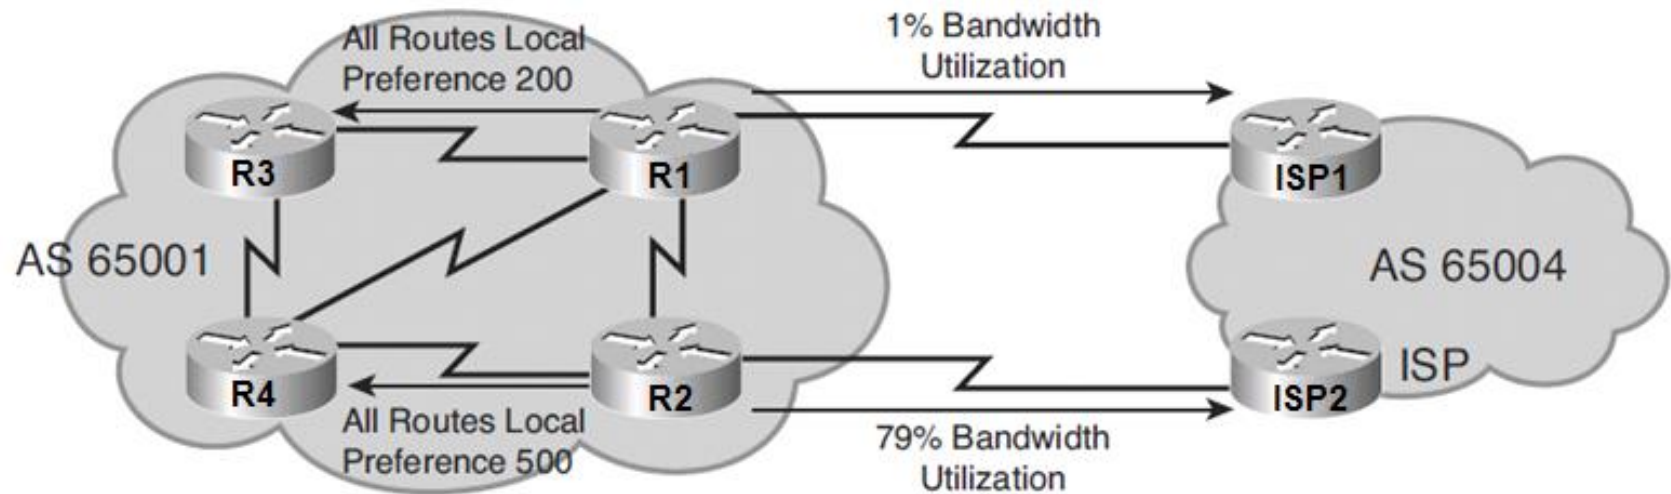 All Routes Local
Preference 200
1% Bandwidth
Utilization
R3
R1
ISP1
AS 65001
AS 65004
R4
R2
ISP2
ISP
All Routes Local
Preference 500
79% Bandwidth
Utilization